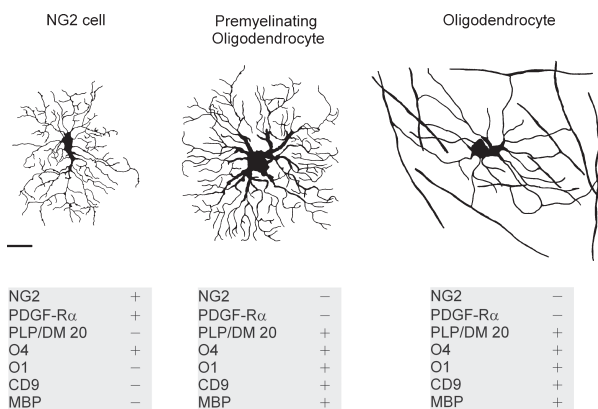 NG2 cell
Premyelinating
Oligodendrocyte
Oligodendrocyte
NG2 +
PDGF-Rα +
PLP/DM 20 −
O4 +
O1 −
CD9 −
MBP −
NG2 −
PDGF-Rα −
PLP/DM 20 +
O4 +
O1 +
CD9 +
MBP +
NG2 −
PDGF-Rα −
PLP/DM 20 +
O4 +
O1 +
CD9 +
MBP +